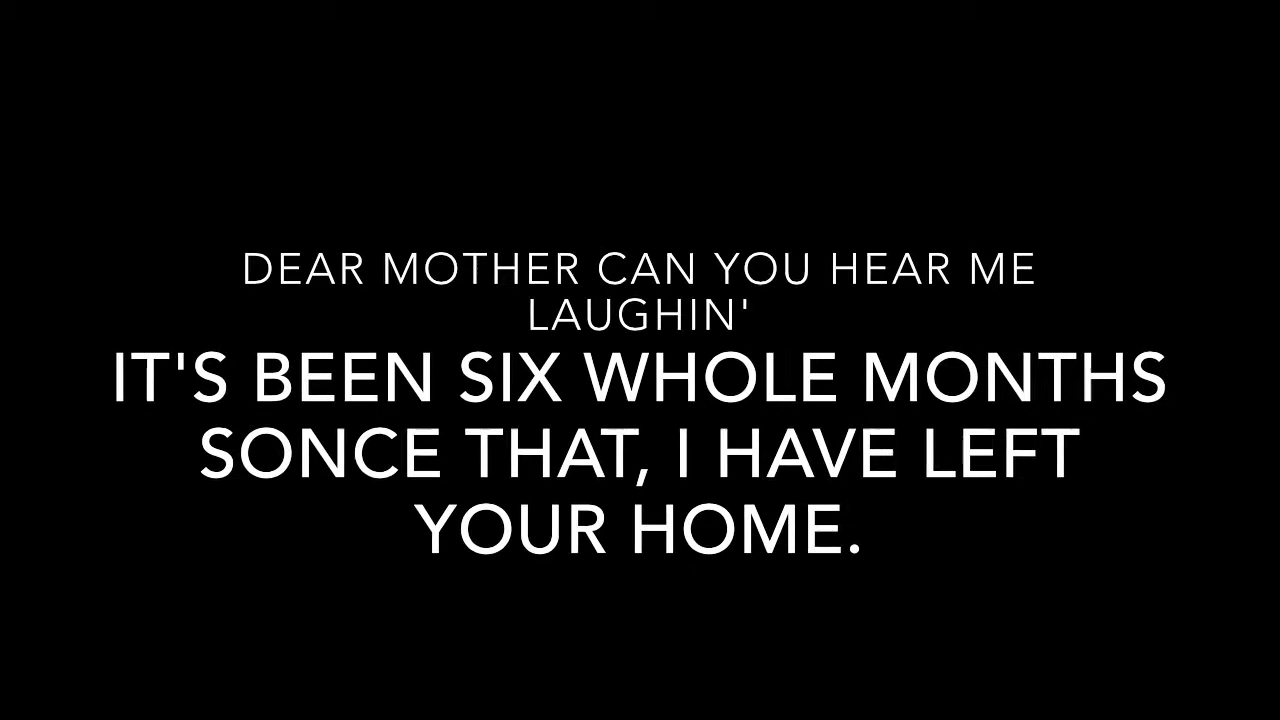 DEAR MOTHER CAN YOU HEAR ME
LAUGHIN'
IT'S BEEN SIX WHOLE MONTHS
SONCE THAT, I HAVE LEFT
YOUR HOME.